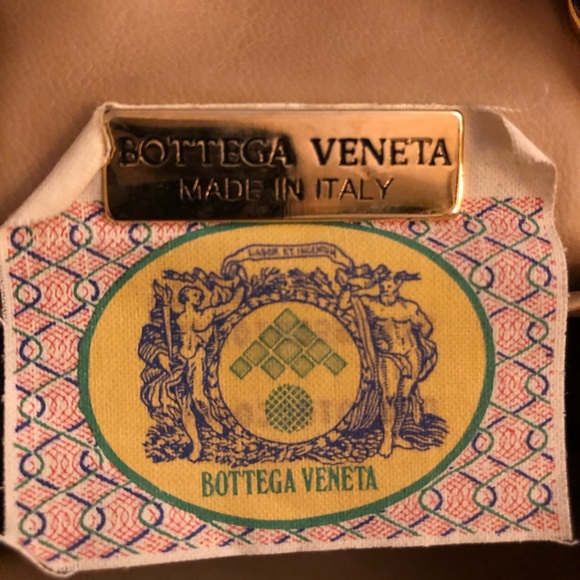 BOTTEGA VENETA
MADE IN ITALY
LABOR ET INGENIUM
BOTTEGA VENETA